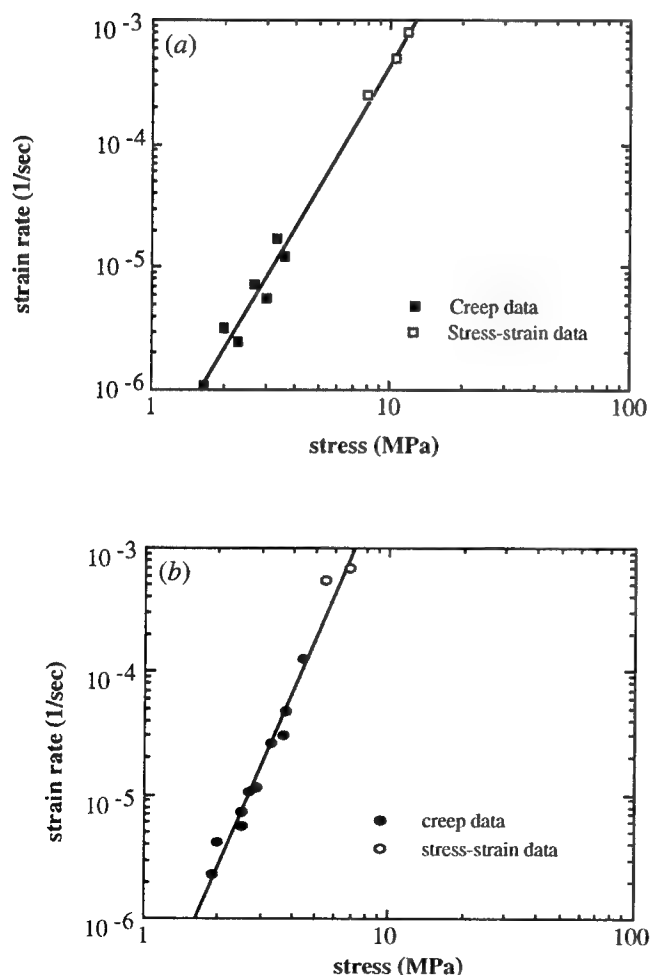 10⁻³
(a)
10⁻⁴
10⁻⁵
10⁻⁶
strain rate (1/sec)
Creep data
Stress-strain data
1
10
100
stress (MPa)
10⁻³
(b)
10⁻⁴
10⁻⁵
10⁻⁶
strain rate (1/sec)
creep data
stress-strain data
1
10
100
stress (MPa)